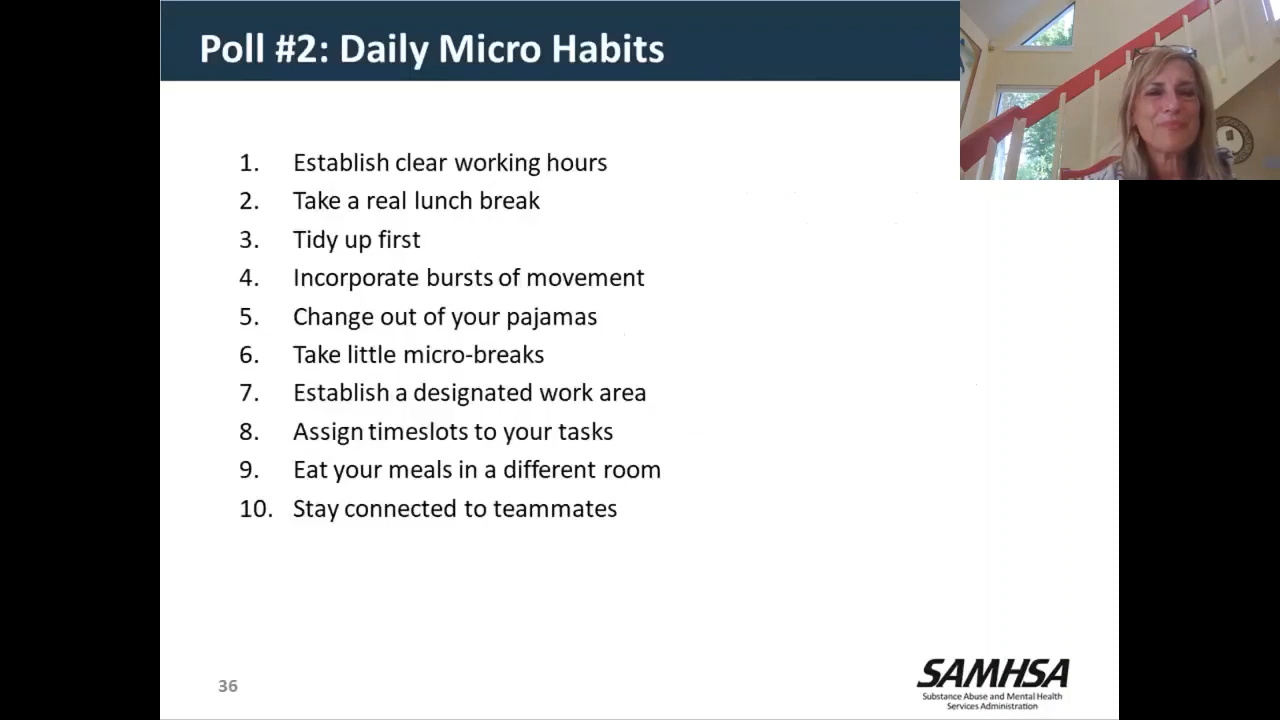 Poll #2: Daily Micro Habits
1. Establish clear working hours
2. Take a real lunch break
3. Tidy up first
4. Incorporate bursts of movement
5. Change out of your pajamas
6. Take little micro-breaks
7. Establish a designated work area
8. Assign timeslots to your tasks
9. Eat your meals in a different room
10. Stay connected to teammates
36
SAMHSA
Substance Abuse and Mental Health
Services Administration